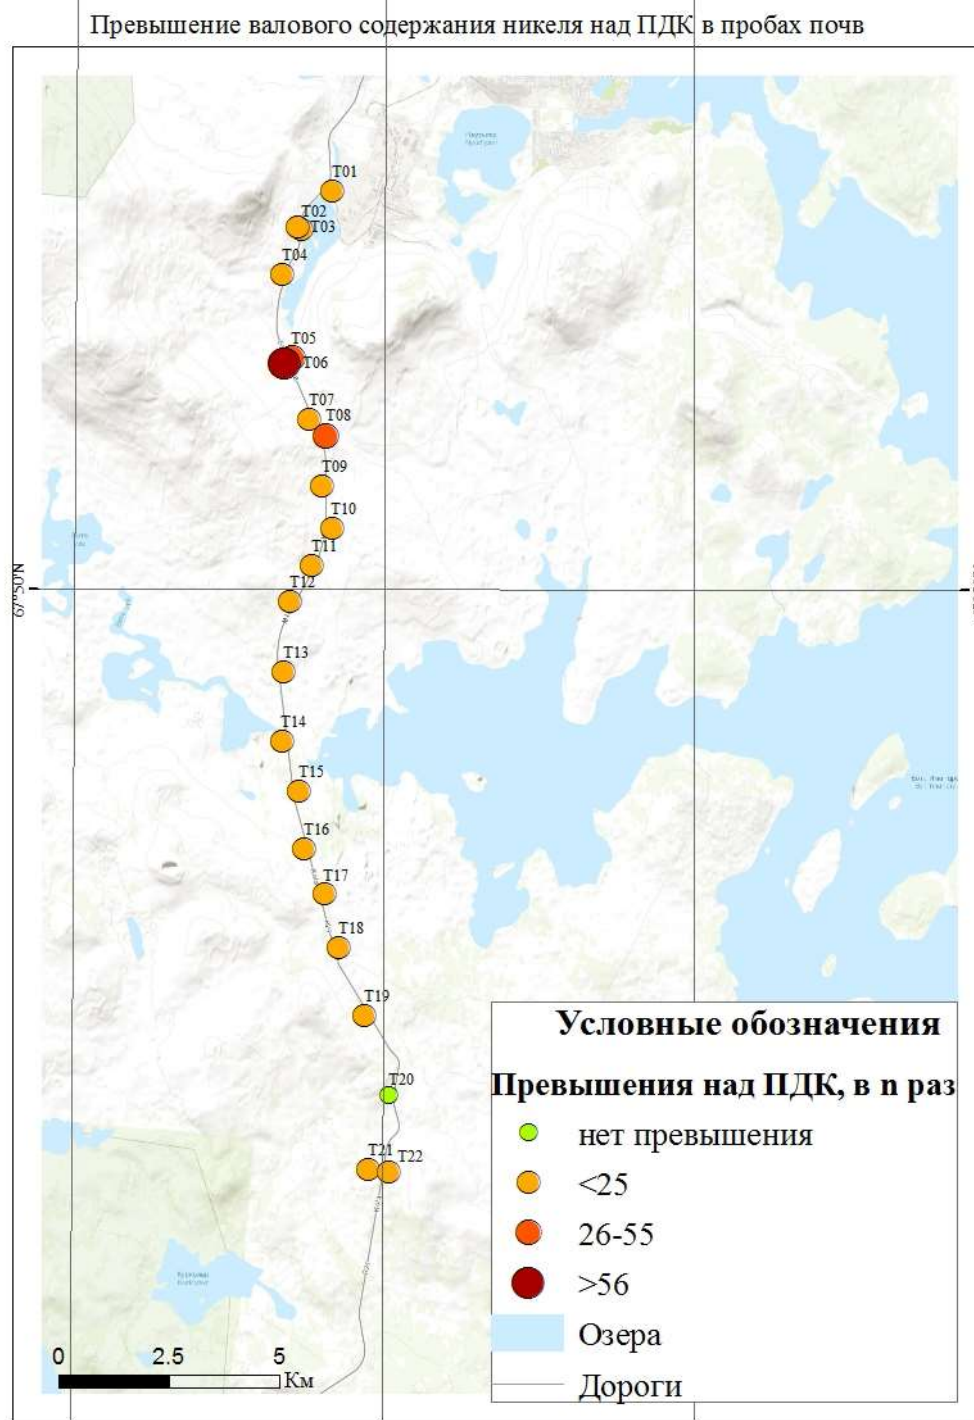 Превышение валового содержания никеля над ПДК в пробах почв
T01
T02
T03
T04
T05
T06
T07
T08
T09
T10
T11
T12
67°50'N
T13
T14
T15
T16
T17
T18
T19
T20
T21
T22
Условные обозначения
Превышения над ПДК, в n раз
нет превышения
<25
26-55
>56
Озера
Дороги
0 2.5 5
Км